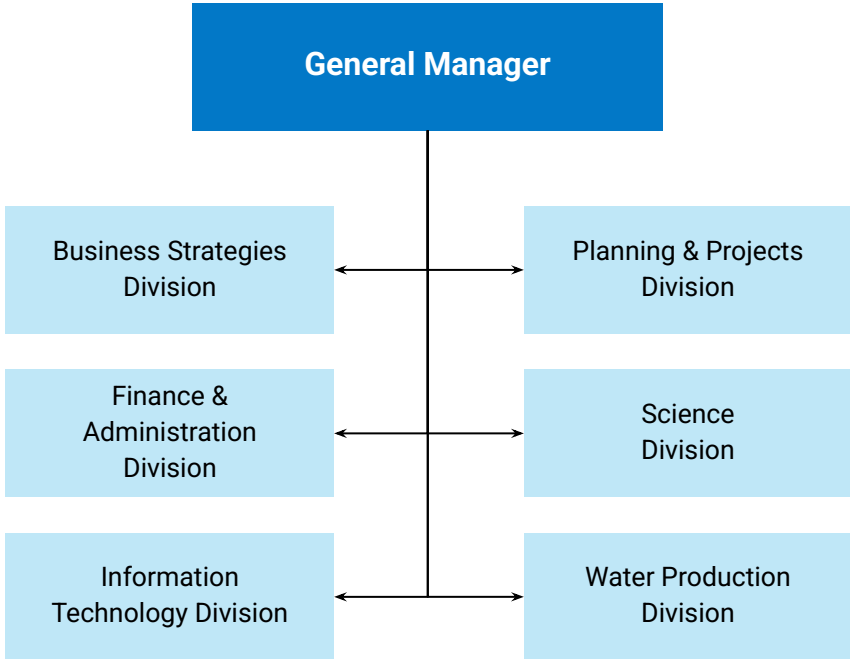 General Manager
Business Strategies
Division
Planning & Projects
Division
Finance &
Administration
Division
Science
Division
Information
Technology Division
Water Production
Division